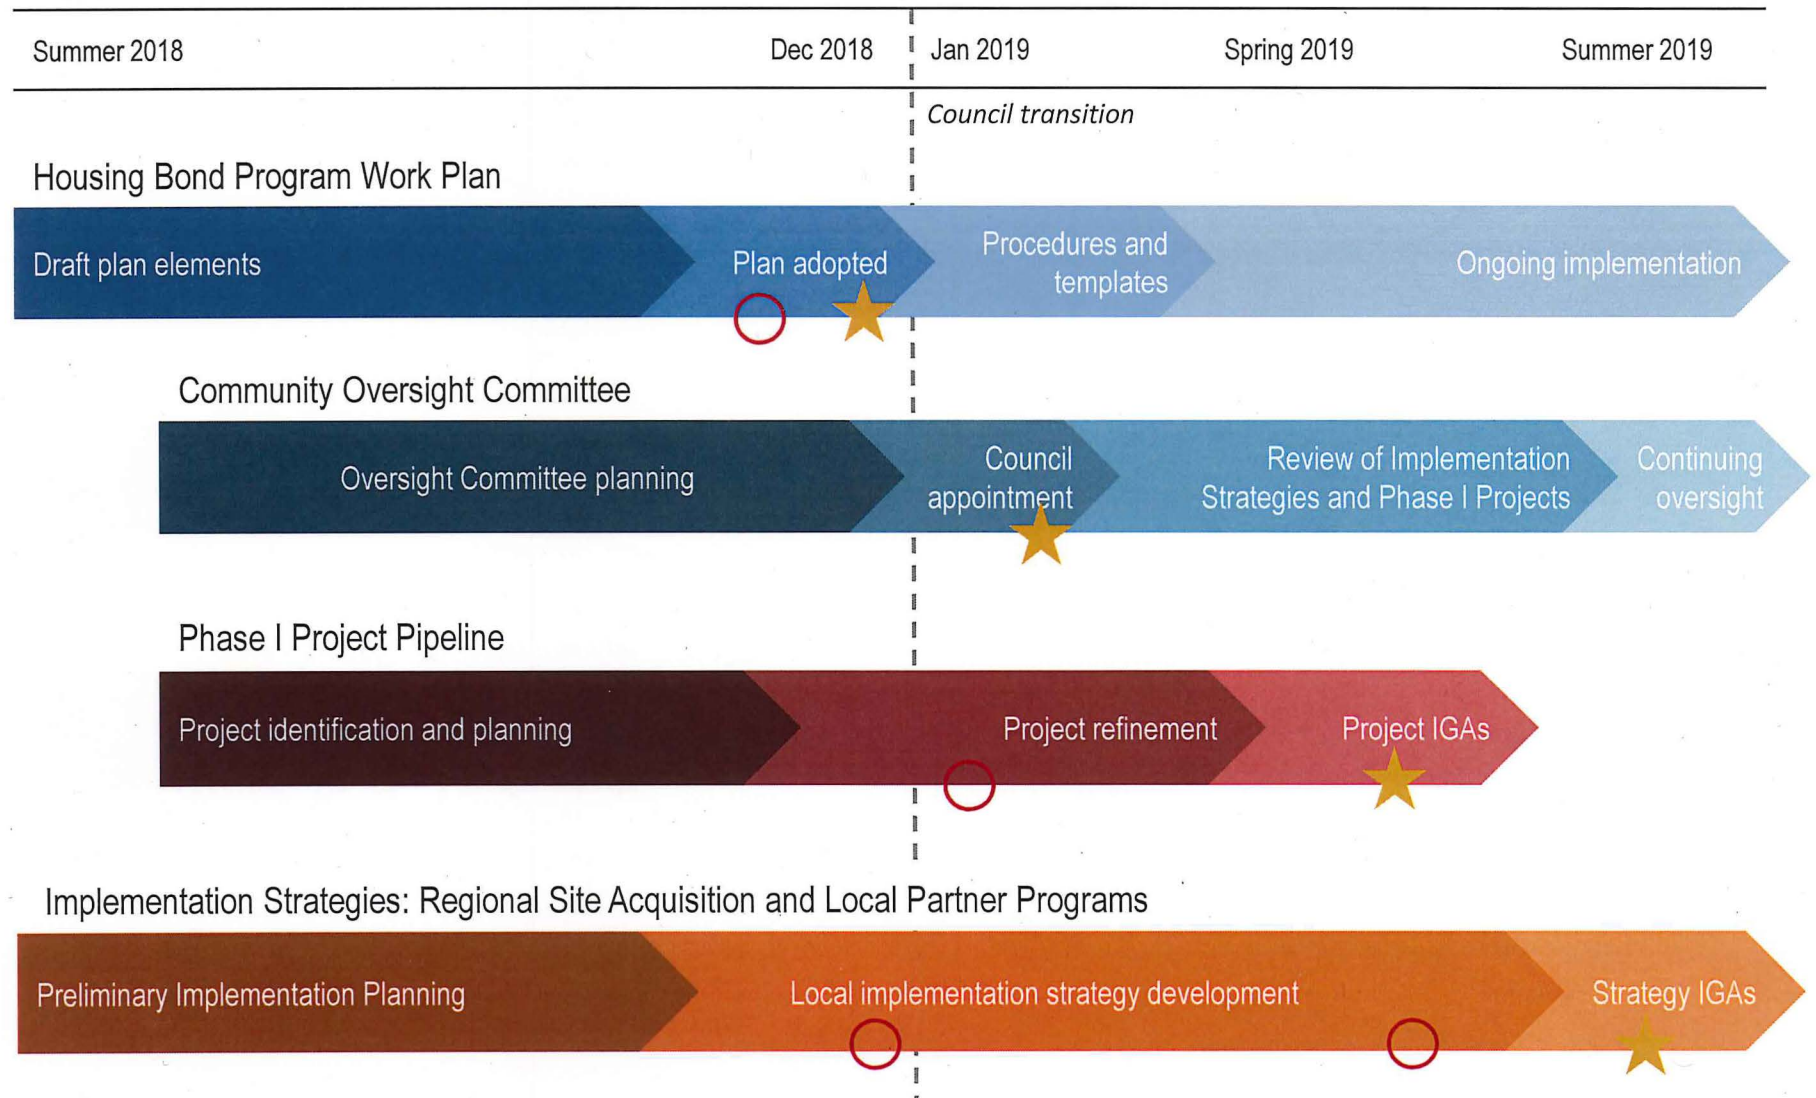 Summer 2018
Dec 2018
Jan 2019
Spring 2019
Summer 2019
Council transition
Housing Bond Program Work Plan
Draft plan elements
Plan adopted
Procedures and
templates
Ongoing implementation
Community Oversight Committee
Oversight Committee planning
Council
appointment
Review of Implementation
Strategies and Phase I Projects
Continuing
oversight
Phase I Project Pipeline
Project identification and planning
Project refinement
Project IGAs
Implementation Strategies: Regional Site Acquisition and Local Partner Programs
Preliminary Implementation Planning
Local implementation strategy development
Strategy IGAs